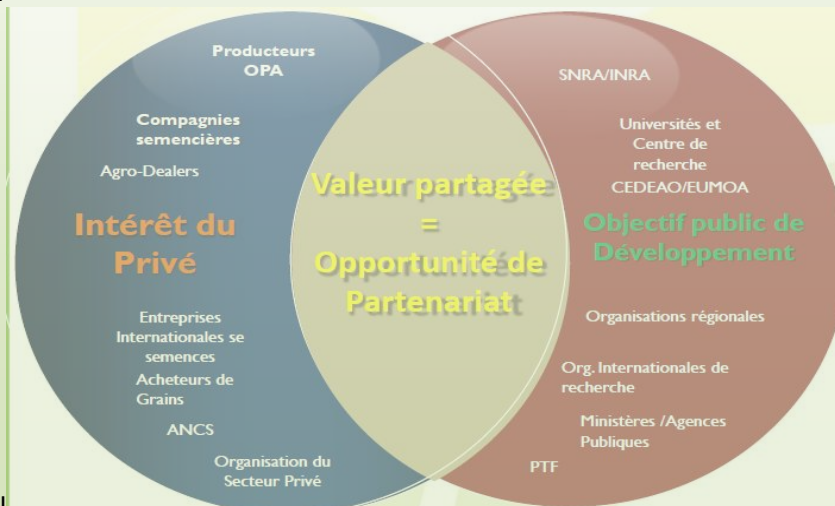 Producteurs
OPA
Compagnies
semencières
Agro-Dealers
Intérêt du
Privé
Entreprises
Internationales se
semences
Acheteurs de
Grains
ANCS
Organisation du
Secteur Privé
Valeur partagée
=
Opportunité de
Partenariat
SNRA/INRA
Universités et
Centre de
recherche
CEDEAO/EUMOA
Objectif public de
Développement
Organisations régionales
Org. Internationales de
recherche
Ministères /Agences
Publiques
PTF